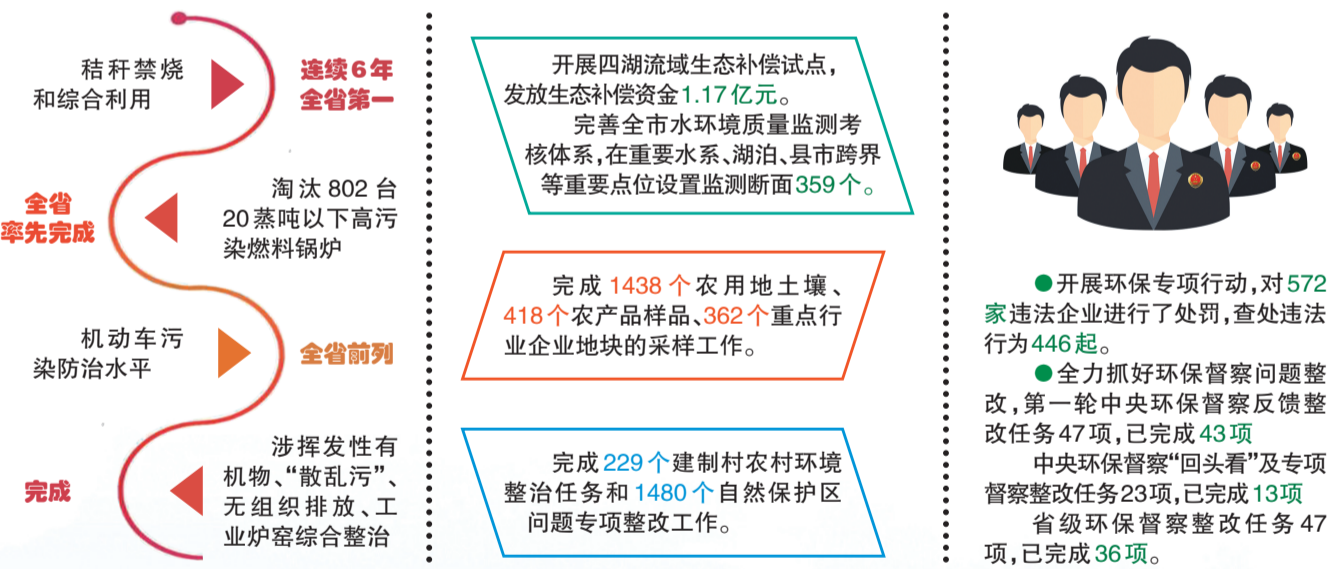 秸秆禁烧
和综合利用
连续6年
全省第一
全省
率先完成
淘汰802台
20蒸吨以下高污
染燃料锅炉
机动车污
染防治水平
全省前列
完成
涉挥发性有
机物、“散乱污”、
无组织排放、工
业炉窑综合整治
开展四湖流域生态补偿试点，
发放生态补偿资金1.17亿元。
完善全市水环境质量监测考
核体系，在重要水系、湖泊、县市跨界
等重要点位设置监测断面359个。
完成1438个农用地土壤、
418个农产品样品、362个重点行
业企业地块的采样工作。
完成229个建制村农村环境
整治任务和1480个自然保护区
问题专项整改工作。
●开展环保专项行动，对572
家违法企业进行了处罚，查处违法
行为446起。
●全力抓好环保督察问题整
改，第一轮中央环保督察反馈整
改任务47项，已完成43项
中央环保督察“回头看”及专项
督察整改任务23项，已完成13项
省级环保督察整改任务47
项，已完成36项。